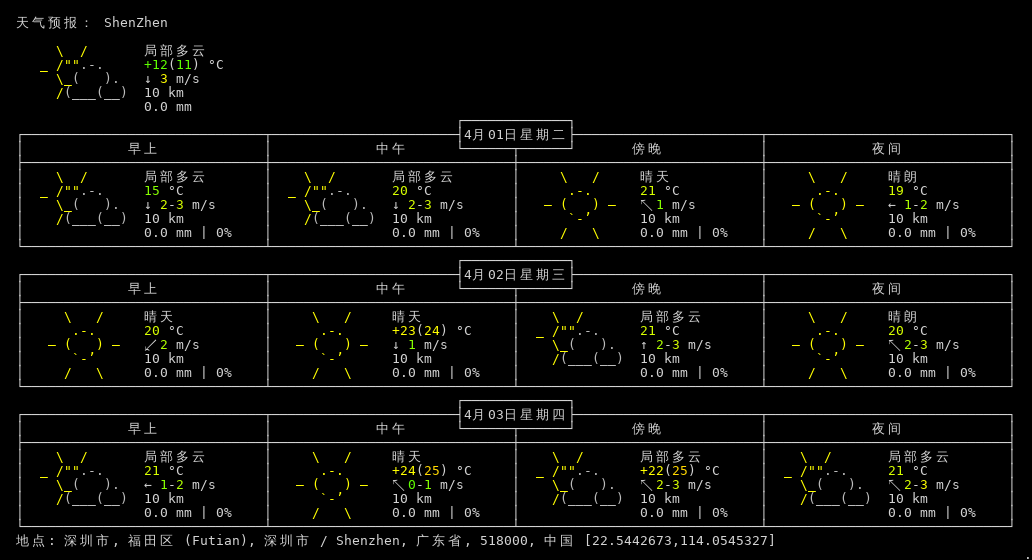 天气预报： ShenZhen
局部多云
+12(11) °C
↓ 3 m/s
10 km
0.0 mm
4月01日星期二
早上 中午 傍晚 夜间
局部多云 局部多云 晴天 晴朗
15 °C 20 °C 21 °C 19 °C
↓ 2-3 m/s ↓ 2-3 m/s ↖ 1 m/s ← 1-2 m/s
10 km 10 km 10 km 10 km
0.0 mm | 0% 0.0 mm | 0% 0.0 mm | 0% 0.0 mm | 0%
4月02日星期三
早上 中午 傍晚 夜间
晴天 晴天 局部多云 晴朗
20 °C +23(24) °C 21 °C 20 °C
↙ 2 m/s ↓ 1 m/s ↑ 2-3 m/s ↖ 2-3 m/s
10 km 10 km 10 km 10 km
0.0 mm | 0% 0.0 mm | 0% 0.0 mm | 0% 0.0 mm | 0%
4月03日星期四
早上 中午 傍晚 夜间
局部多云 晴天 局部多云 局部多云
21 °C +24(25) °C +22(25) °C 21 °C
← 1-2 m/s ↖ 0-1 m/s ↖ 2-3 m/s ↖ 2-3 m/s
10 km 10 km 10 km 10 km
0.0 mm | 0% 0.0 mm | 0% 0.0 mm | 0% 0.0 mm | 0%
地点: 深圳市, 福田区 (Futian), 深圳市 / Shenzhen, 广东省, 518000, 中国 [22.5442673,114.0545327]